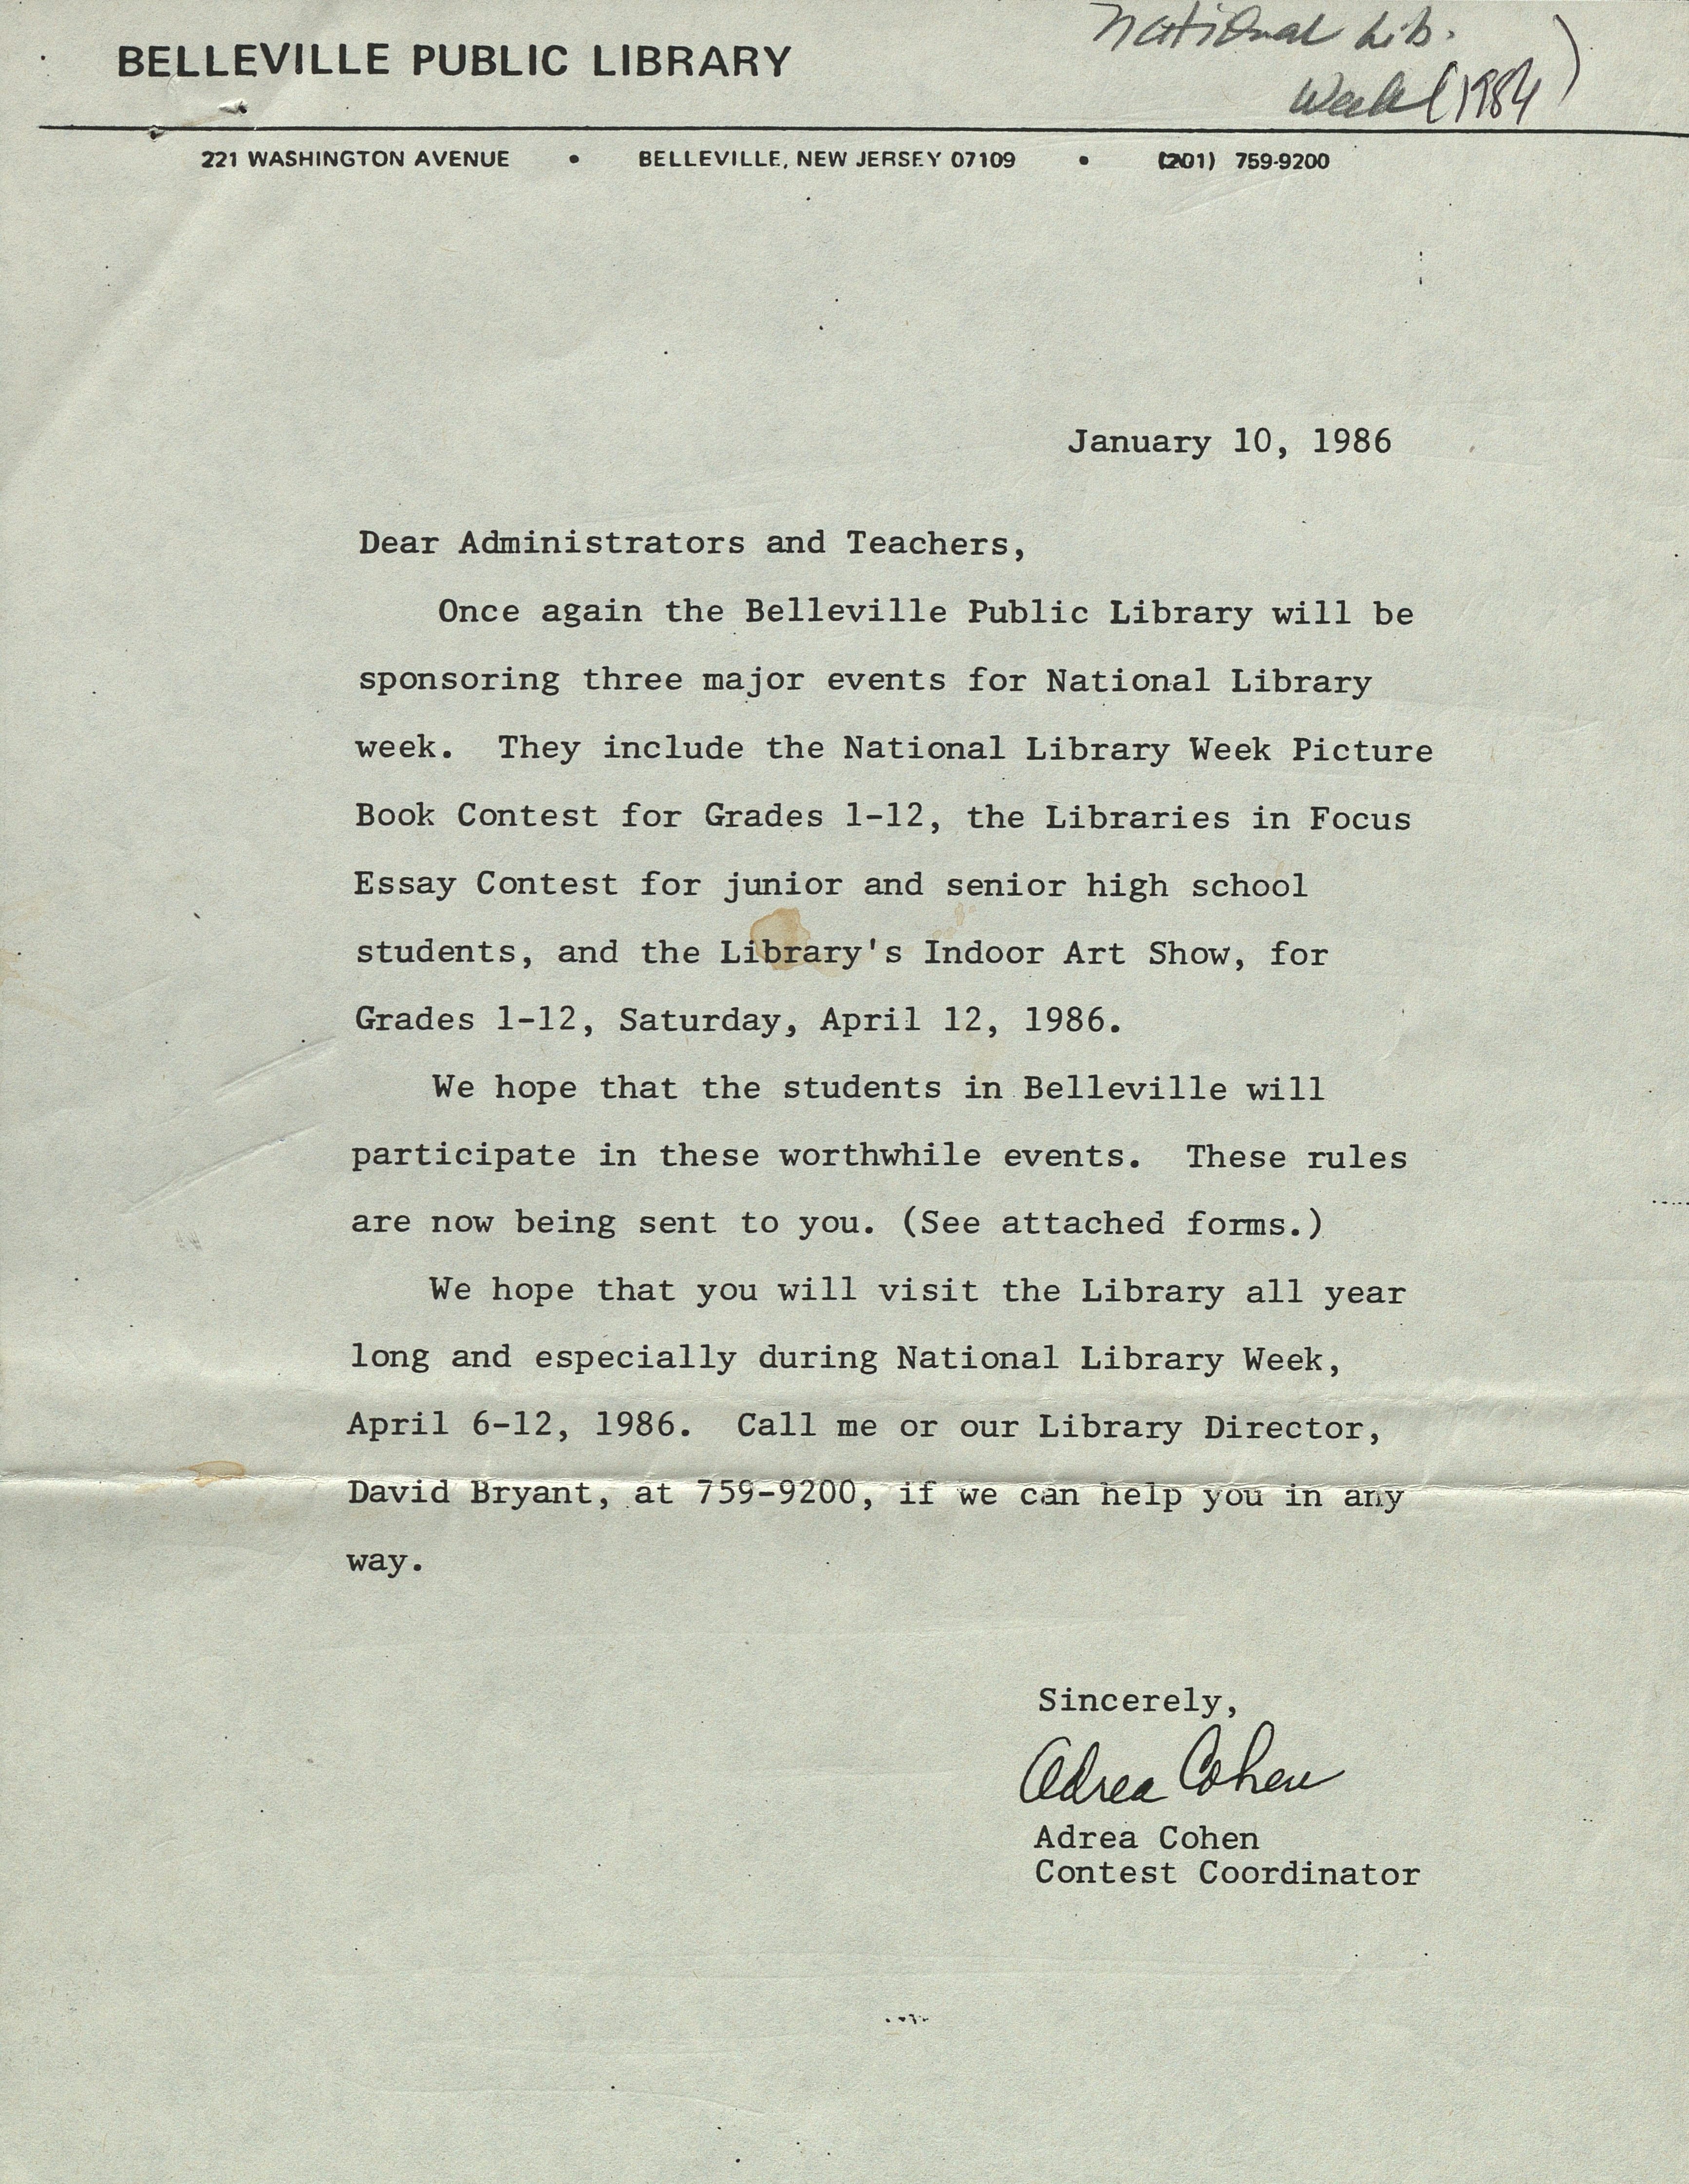 National Lib.
Week (1984)
BELLEVILLE PUBLIC LIBRARY
221 WASHINGTON AVENUE • BELLEVILLE, NEW JERSEY 07109 • (201) 759-9200
January 10, 1986
Dear Administrators and Teachers,
Once again the Belleville Public Library will be
sponsoring three major events for National Library
week. They include the National Library Week Picture
Book Contest for Grades 1-12, the Libraries in Focus
Essay Contest for junior and senior high school
students, and the Library's Indoor Art Show, for
Grades 1-12, Saturday, April 12, 1986.
We hope that the students in Belleville will
participate in these worthwhile events. These rules
are now being sent to you. (See attached forms.)
We hope that you will visit the Library all year
long and especially during National Library Week,
April 6-12, 1986. Call me or our Library Director,
David Bryant, at 759-9200, if we can help you in any
way.
Sincerely,
Adrea Cohen
Adrea Cohen
Contest Coordinator